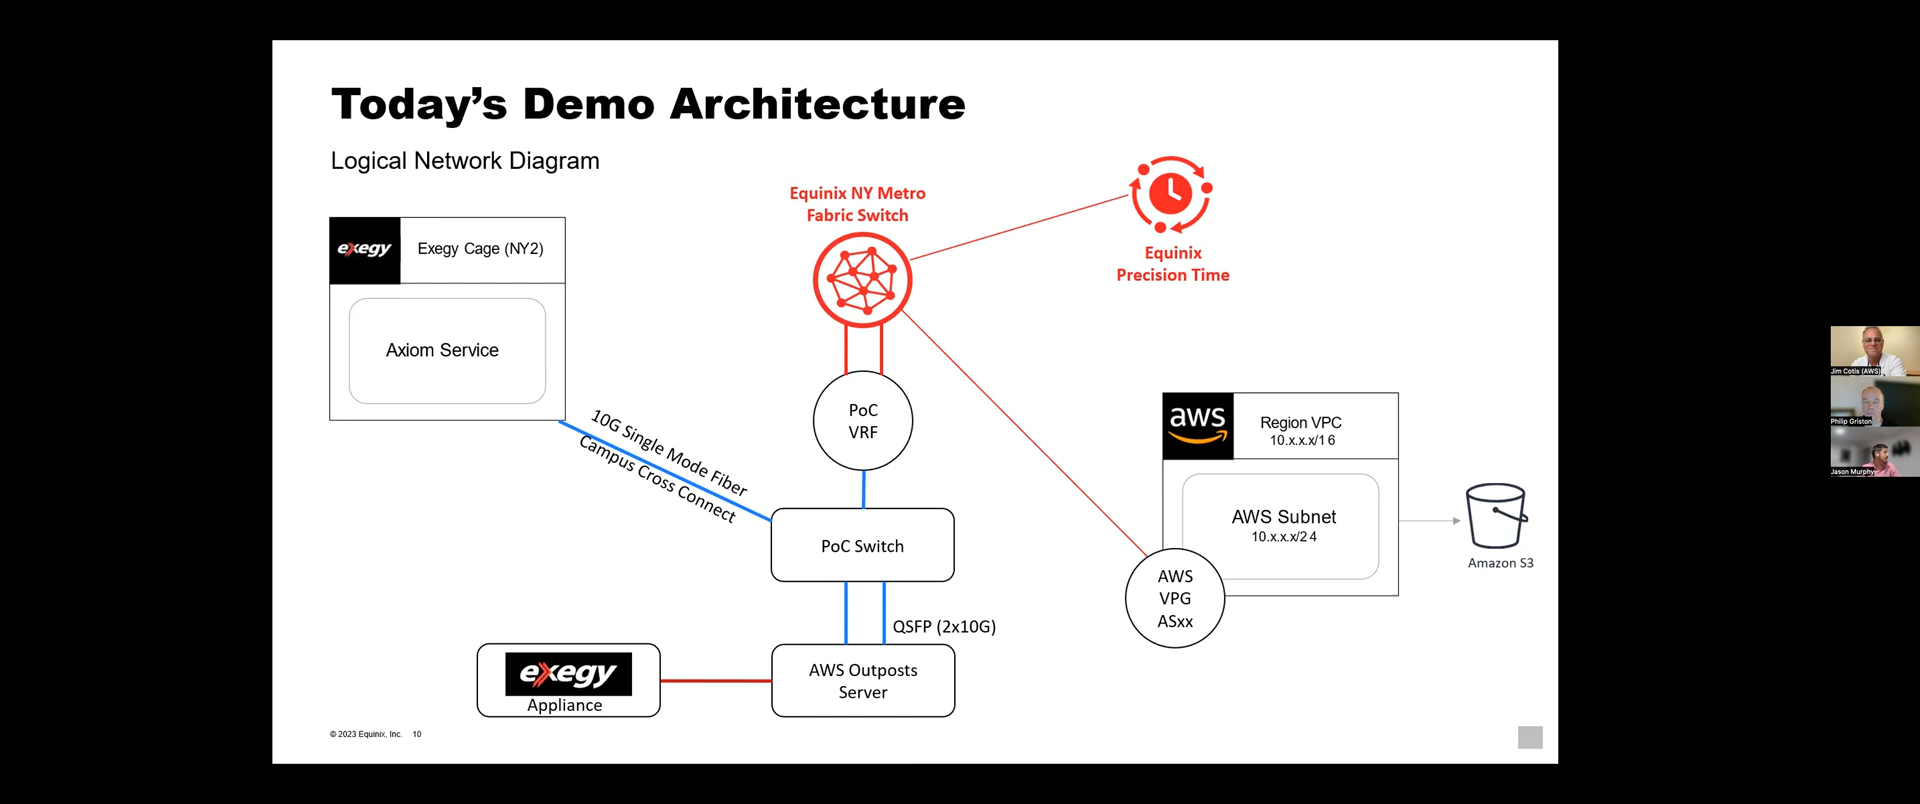 Today’s Demo Architecture
Logical Network Diagram
Equinix NY Metro
Fabric Switch
Equinix
Precision Time
exegy
Exegy Cage (NY2)
Axiom Service
10G Single Mode Fiber
Campus Cross Connect
PoC
VRF
PoC Switch
QSFP (2x10G)
AWS Outposts
Server
exegy
Appliance
aws
Region VPC
10.x.x.x/16
AWS Subnet
10.x.x.x/24
AWS
VPG
ASxx
Amazon S3
© 2023 Equinix, Inc. 10
Jim Cotis (AWS)
Philip Griston
Jason Murphy